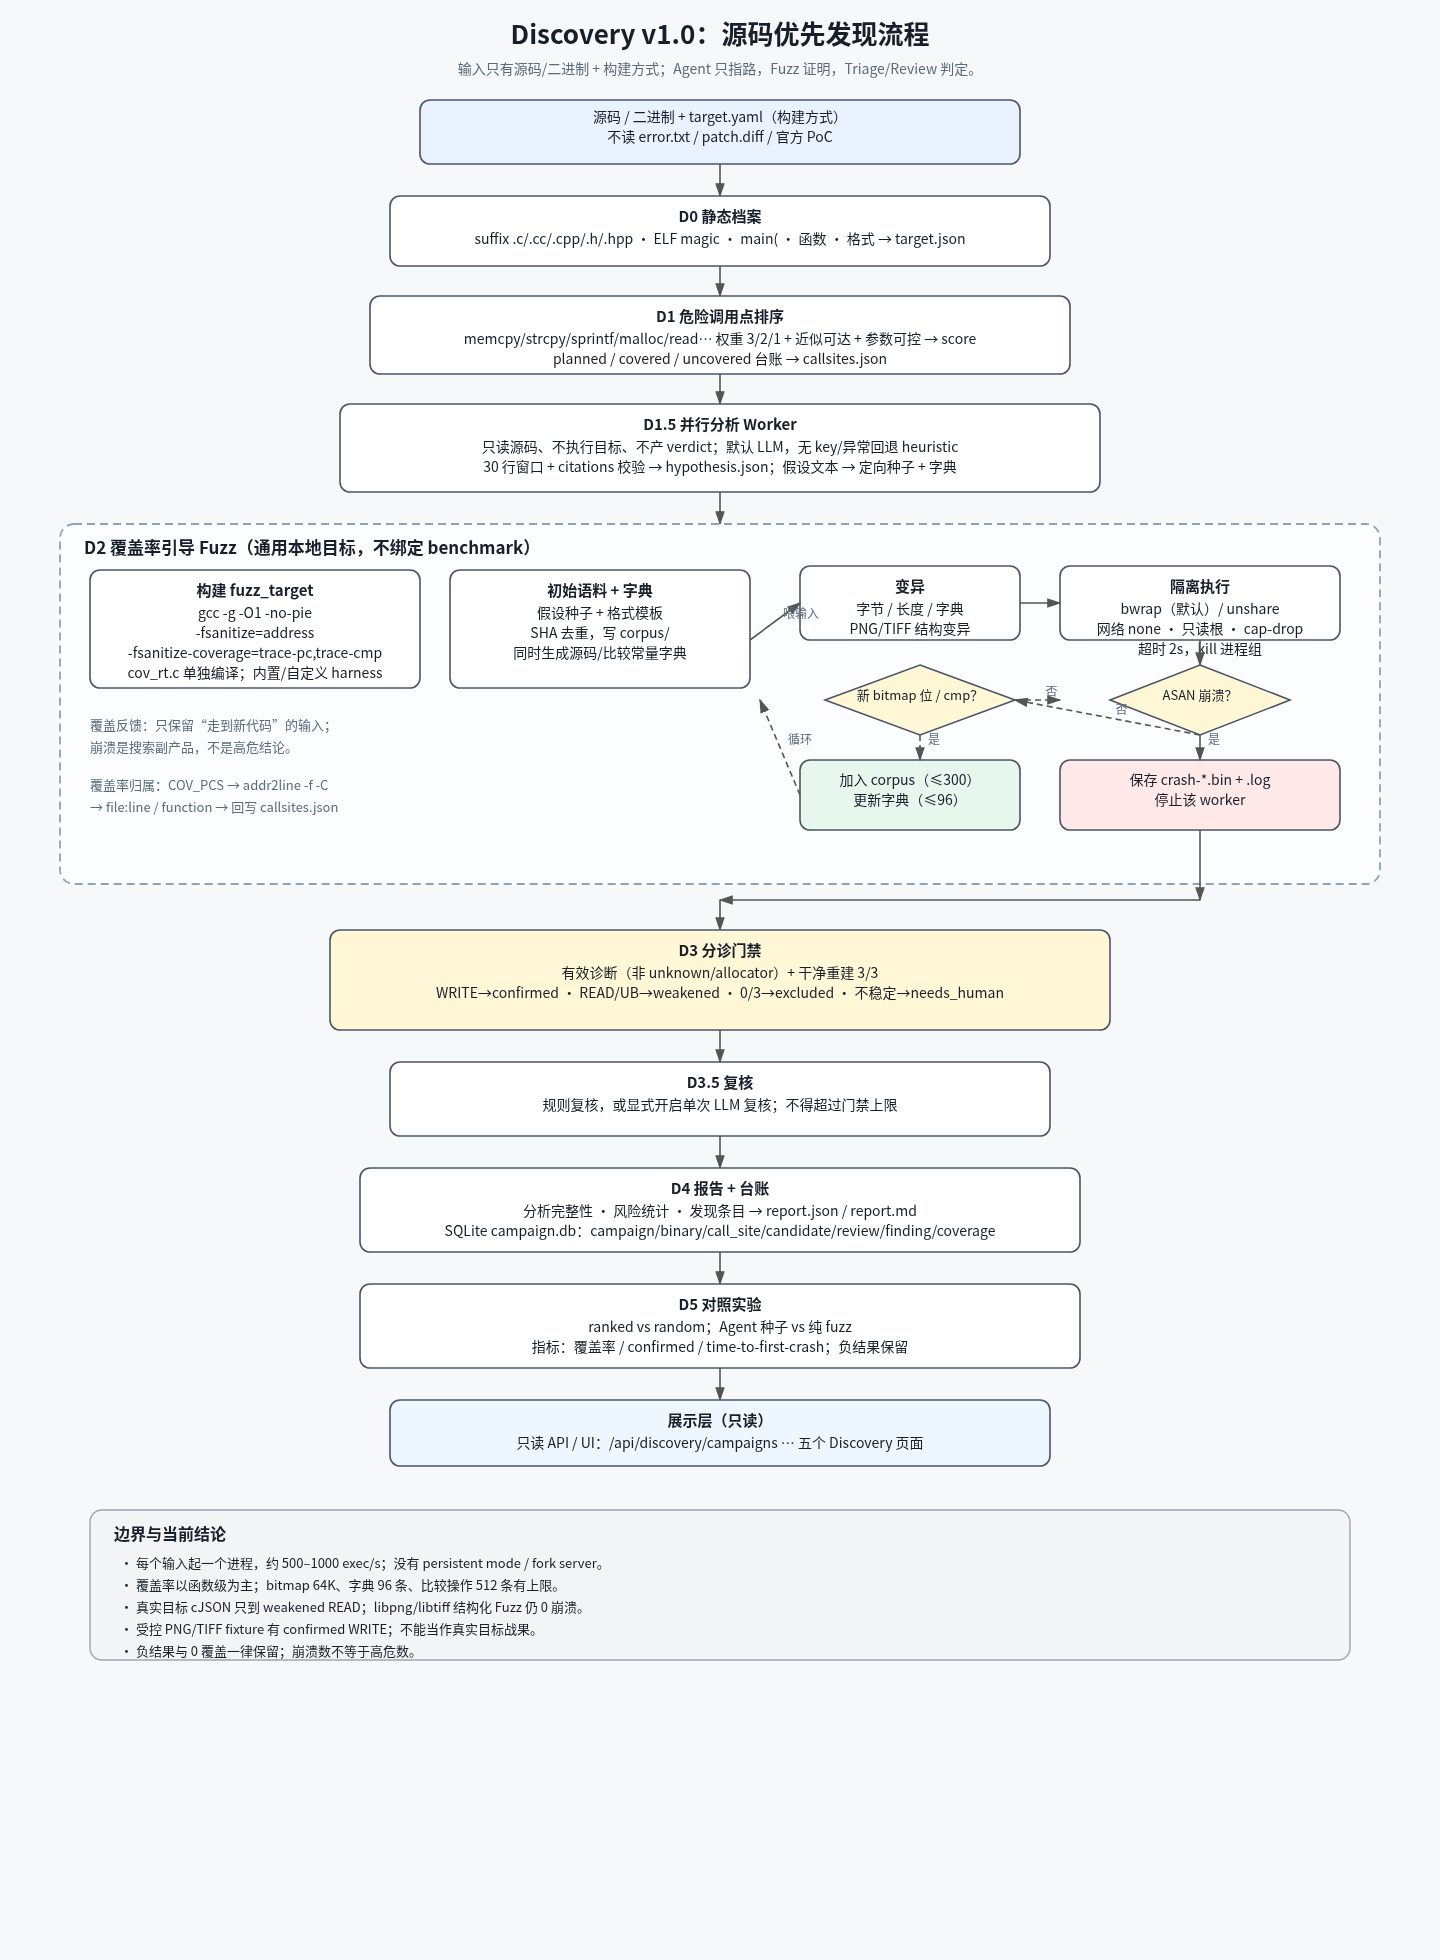 Discovery v1.0：源码优先发现流程
输入只有源码/二进制 + 构建方式；Agent 只指路，Fuzz 证明，Triage/Review 判定。
源码 / 二进制 + target.yaml（构建方式）
不读 error.txt / patch.diff / 官方 PoC
D0 静态档案
suffix .c/.cc/.cpp/.h/.hpp · ELF magic · main( · 函数 · 格式 → target.json
D1 危险调用点排序
memcpy/strcpy/sprintf/malloc/read… 权重 3/2/1 + 近似可达 + 参数可控 → score
planned / covered / uncovered 台账 → callsites.json
D1.5 并行分析 Worker
只读源码、不执行目标、不产 verdict；默认 LLM，无 key/异常回退 heuristic
30 行窗口 + citations 校验 → hypothesis.json；假设文本 → 定向种子 + 字典
D2 覆盖率引导 Fuzz（通用本地目标，不绑定 benchmark）
构建 fuzz_target
gcc -g -O1 -no-pie
-fsanitize=address
-fsanitize-coverage=trace-pc,trace-cmp
cov_rt.c 单独编译；内置/自定义 harness
初始语料 + 字典
假设种子 + 格式模板
SHA 去重，写 corpus/
同时生成源码/比较常量字典
喂输入
变异
字节 / 长度 / 字典
PNG/TIFF 结构变异
隔离执行
bwrap（默认）/ unshare
网络 none · 只读根 · cap-drop
超时 2s，kill 进程组
新 bitmap 位 / cmp？
否
否
ASAN 崩溃？
循环
是
是
加入 corpus（≤300）
更新字典（≤96）
保存 crash-*.bin + .log
停止该 worker
覆盖反馈：只保留“走到新代码”的输入；
崩溃是搜索副产品，不是高危结论。
覆盖率归属：COV_PCS → addr2line -f -C
→ file:line / function → 回写 callsites.json
D3 分诊门禁
有效诊断（非 unknown/allocator）+ 干净重建 3/3
WRITE→confirmed · READ/UB→weakened · 0/3→excluded · 不稳定→needs_human
D3.5 复核
规则复核，或显式开启单次 LLM 复核；不得超过门禁上限
D4 报告 + 台账
分析完整性 · 风险统计 · 发现条目 → report.json / report.md
SQLite campaign.db：campaign/binary/call_site/candidate/review/finding/coverage
D5 对照实验
ranked vs random；Agent 种子 vs 纯 fuzz
指标：覆盖率 / confirmed / time-to-first-crash；负结果保留
展示层（只读）
只读 API / UI：/api/discovery/campaigns … 五个 Discovery 页面
边界与当前结论
· 每个输入起一个进程，约 500–1000 exec/s；没有 persistent mode / fork server。
· 覆盖率以函数级为主；bitmap 64K、字典 96 条、比较操作 512 条有上限。
· 真实目标 cJSON 只到 weakened READ；libpng/libtiff 结构化 Fuzz 仍 0 崩溃。
· 受控 PNG/TIFF fixture 有 confirmed WRITE；不能当作真实目标战果。
· 负结果与 0 覆盖一律保留；崩溃数不等于高危数。